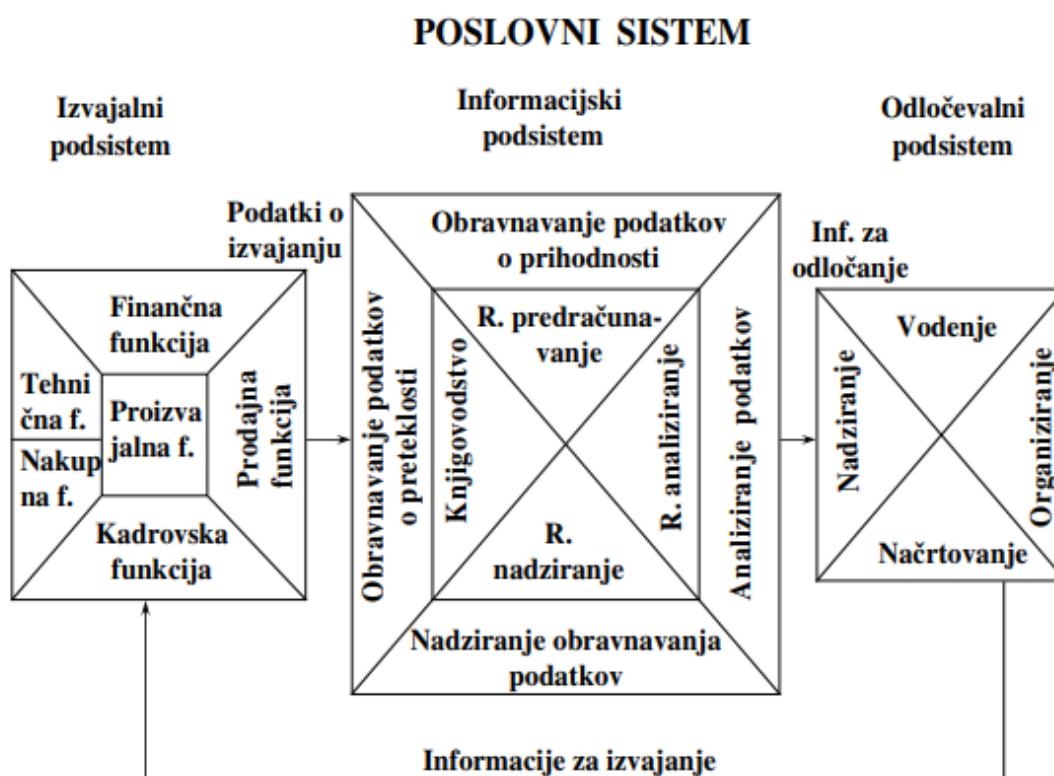 POSLOVNI SISTEM
Izvajalni
podsistem
Informacijski
podsistem
Odločevalni
podsistem
Podatki o
izvajanju
Inf. za
odločanje
Finančna
funkcija
Tehni
čna f.
Nakup
na f.
Proizva
jalna f.
Prodajna
funkcija
Kadrovska
funkcija
Obravnavanje podatkov
o prihodnosti
Obravnavanje podatkov
o preteklosti
Knjigovodstvo
R. predračuna-
vanje
R. analiziranje
R.
nadziranje
Analiziranje podatkov
Nadziranje obravnavanja
podatkov
Nadziranje
Vodenje
Organiziranje
Načrtovanje
Informacije za izvajanje